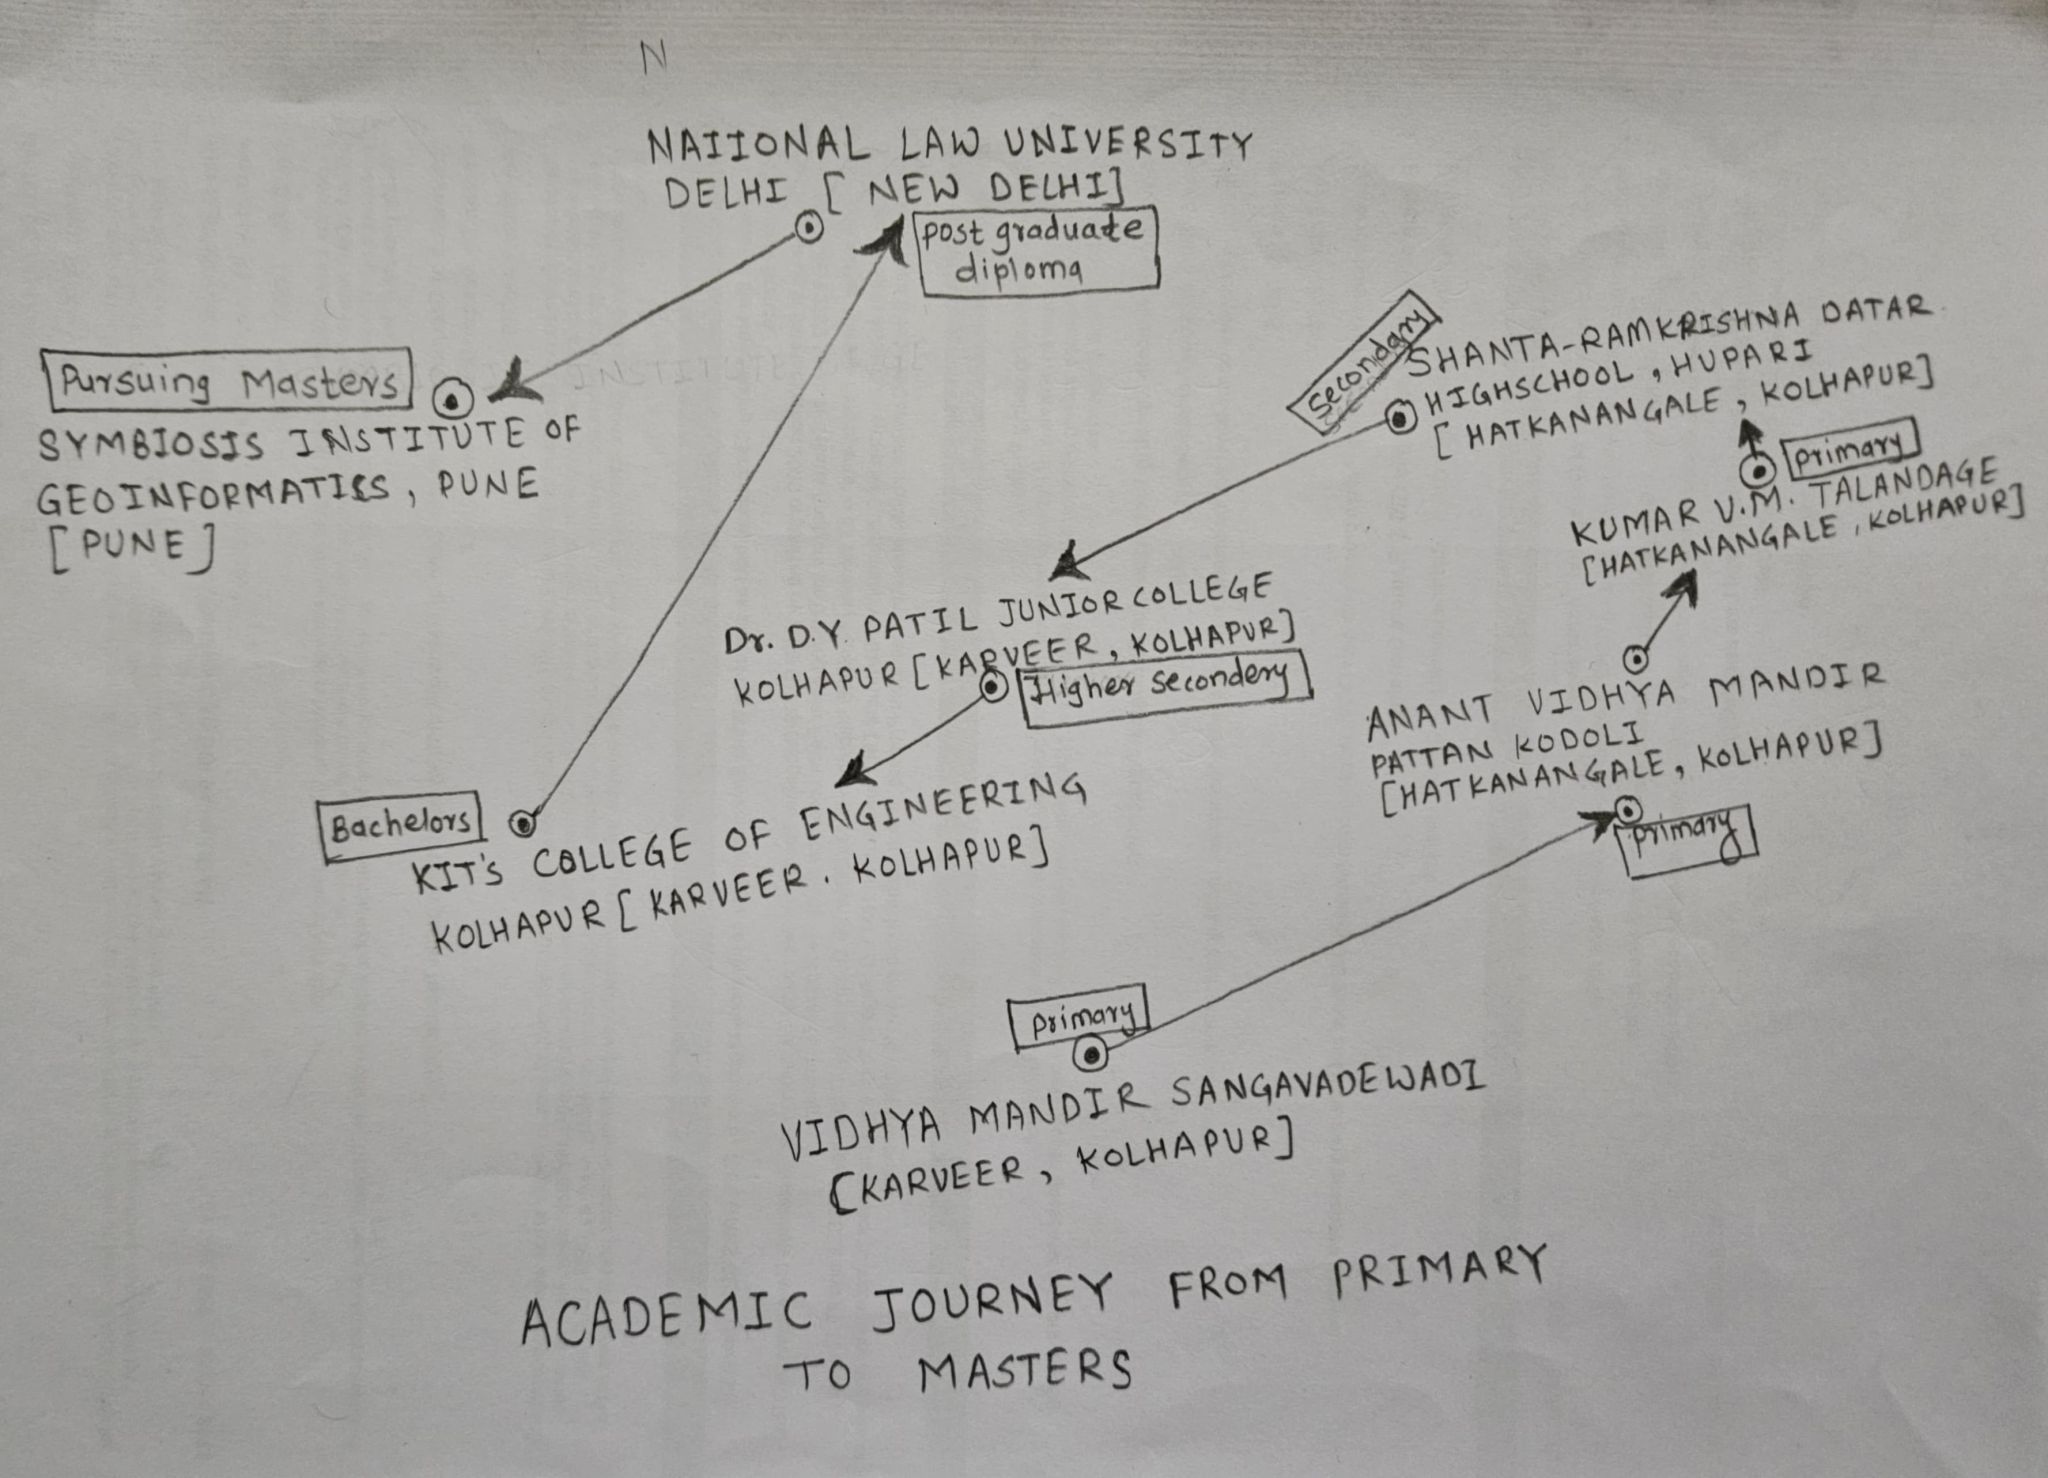 N
NATIONAL LAW UNIVERSITY
DELHI [ NEW DELHI]
post graduate
diploma
Pursuing Masters
SYMBIOSIS INSTITUTE OF
GEOINFORMATICS, PUNE
[PUNE]
Secondary
SHANTA-RAMKRISHNA DATAR
HIGHSCHOOL, HUPARI
[HATKANANGALE, KOLHAPUR]
primary
KUMAR V.M. TALANDAGE
[HATKANANGALE, KOLHAPUR]
Dr. D.Y. PATIL JUNIOR COLLEGE
KOLHAPUR [KARVEER, KOLHAPUR]
Higher secondery
ANANT VIDHYA MANDIR
PATTAN KODOLI
[HATKANANGALE, KOLHAPUR]
primary
Bachelors
KIT's COLLEGE OF ENGINEERING
KOLHAPUR [KARVEER. KOLHAPUR]
primary
VIDHYA MANDIR SANGAVADEWADI
[KARVEER, KOLHAPUR]
ACADEMIC JOURNEY FROM PRIMARY
TO MASTERS